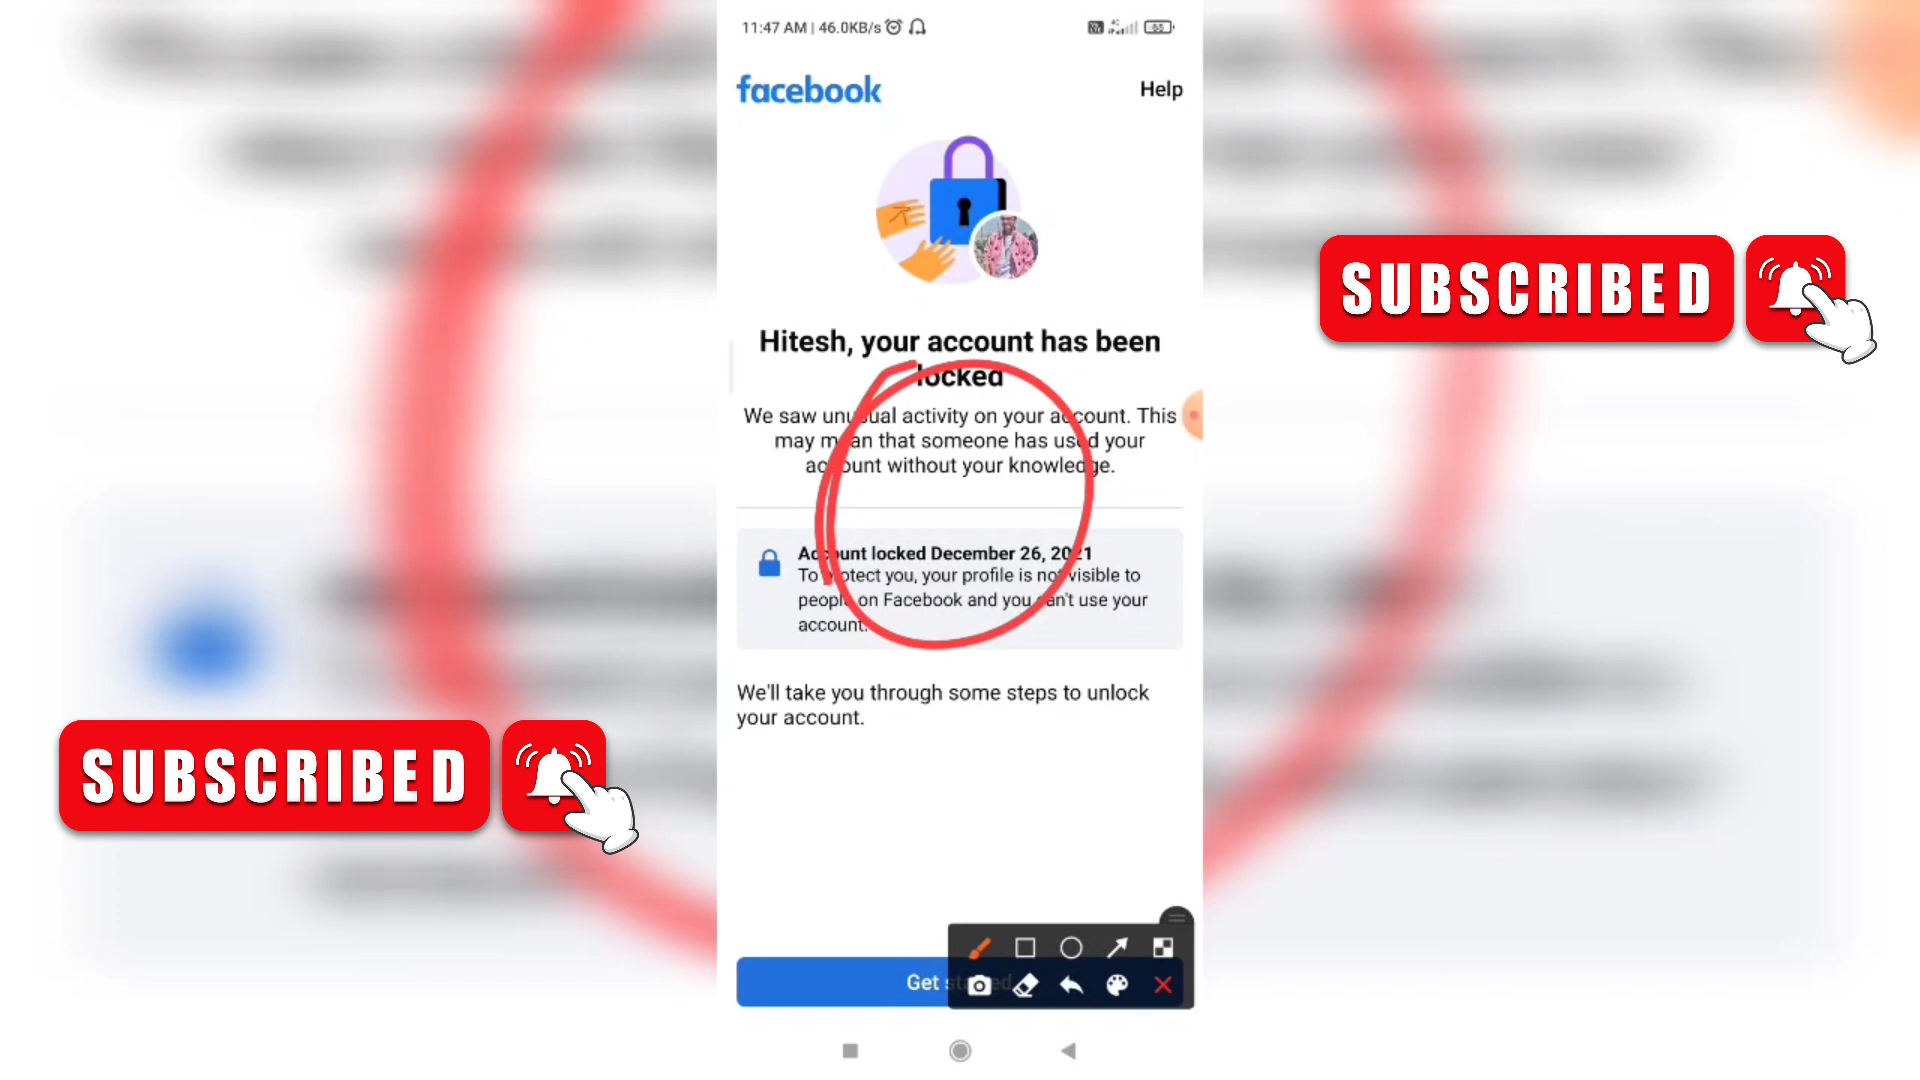 11:47 AM | 46.0KB/s
facebook
Help
Hitesh, your account has been
locked
We saw unusual activity on your account. This
may mean that someone has used your
account without your knowledge.
Account locked December 26, 2021
To protect you, your profile is not visible to
people on Facebook and you can't use your
account.
We'll take you through some steps to unlock
your account.
Get started
SUBSCRIBED
SUBSCRIBED